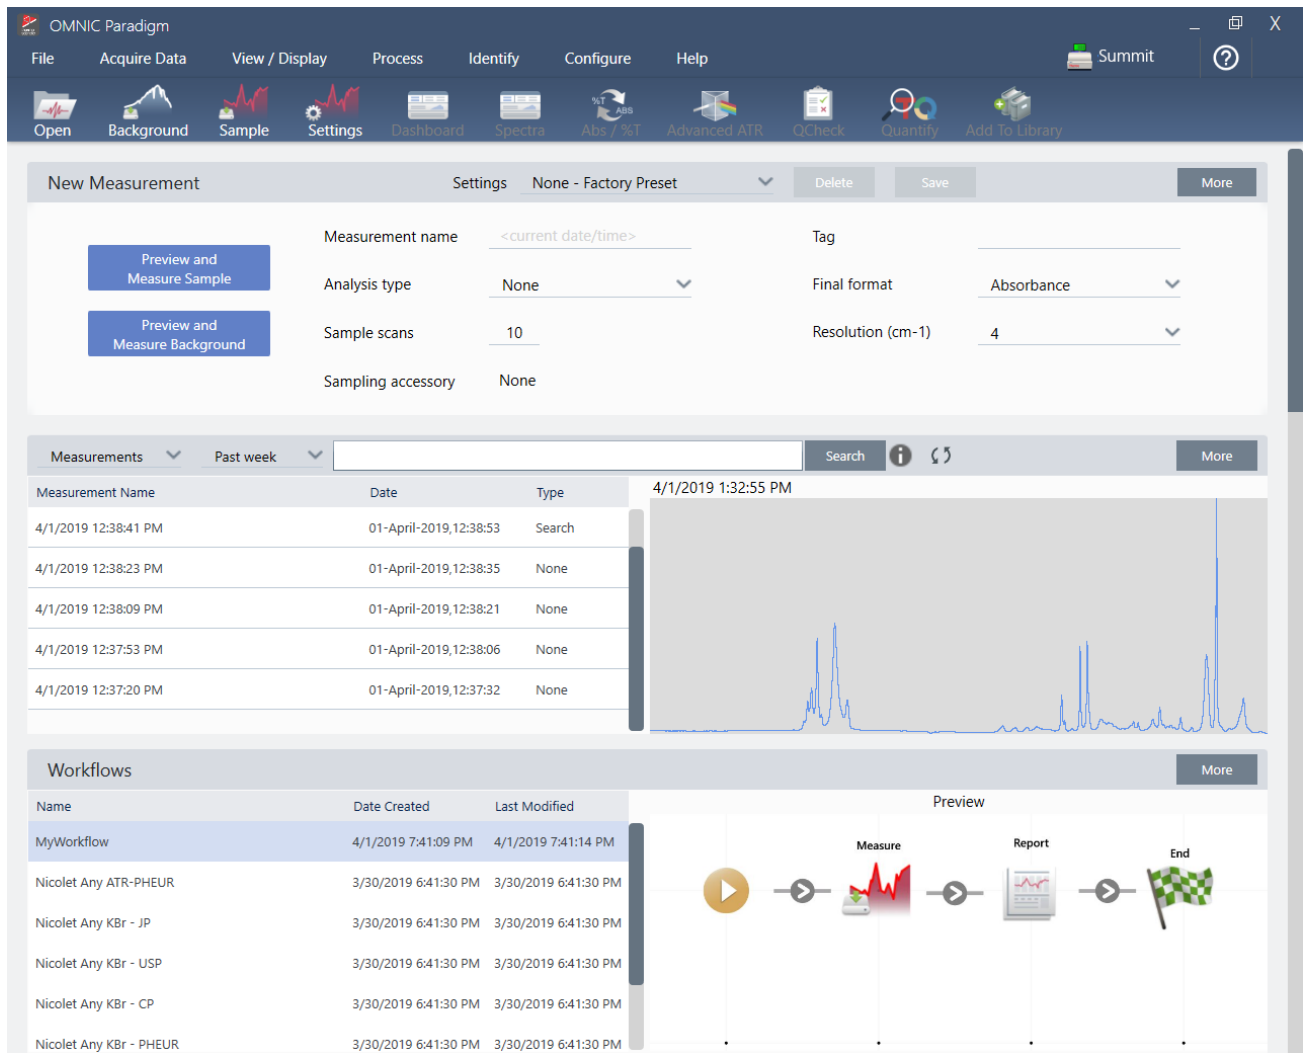 OMNIC Paradigm
File Acquire Data View / Display Process Identify Configure Help Summit
Open Background Sample Settings Dashboard Spectra %T ABS Abs / %T Advanced ATR QCheck Quantify Add To Library
New Measurement Settings None - Factory Preset Delete Save More
Measurement name <current date/time> Tag
Preview and
Measure Sample
Analysis type None Final format Absorbance
Preview and
Measure Background
Sample scans 10 Resolution (cm-1) 4
Sampling accessory None
Measurements Past week Search More
Measurement Name Date Type 4/1/2019 1:32:55 PM
4/1/2019 12:38:41 PM 01-April-2019,12:38:53 Search
4/1/2019 12:38:23 PM 01-April-2019,12:38:35 None
4/1/2019 12:38:09 PM 01-April-2019,12:38:21 None
4/1/2019 12:37:53 PM 01-April-2019,12:38:06 None
4/1/2019 12:37:20 PM 01-April-2019,12:37:32 None
Workflows More
Name Date Created Last Modified Preview
MyWorkflow 4/1/2019 7:41:09 PM 4/1/2019 7:41:14 PM
Measure Report End
Nicolet Any ATR-PHEUR 3/30/2019 6:41:30 PM 3/30/2019 6:41:30 PM
Nicolet Any KBr - JP 3/30/2019 6:41:30 PM 3/30/2019 6:41:30 PM
Nicolet Any KBr - USP 3/30/2019 6:41:30 PM 3/30/2019 6:41:30 PM
Nicolet Any KBr - CP 3/30/2019 6:41:30 PM 3/30/2019 6:41:30 PM
Nicolet Any KBr - PHEUR 3/30/2019 6:41:30 PM 3/30/2019 6:41:30 PM